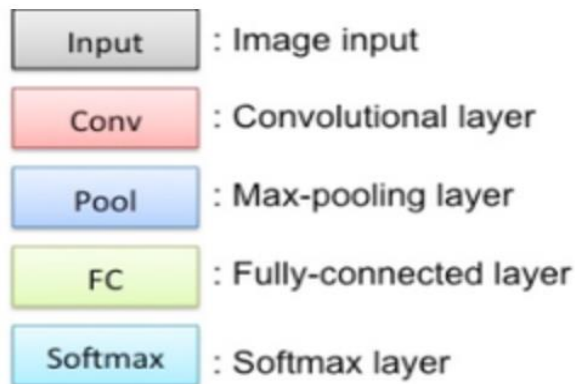 Input : Image input
Conv : Convolutional layer
Pool : Max-pooling layer
FC : Fully-connected layer
Softmax : Softmax layer